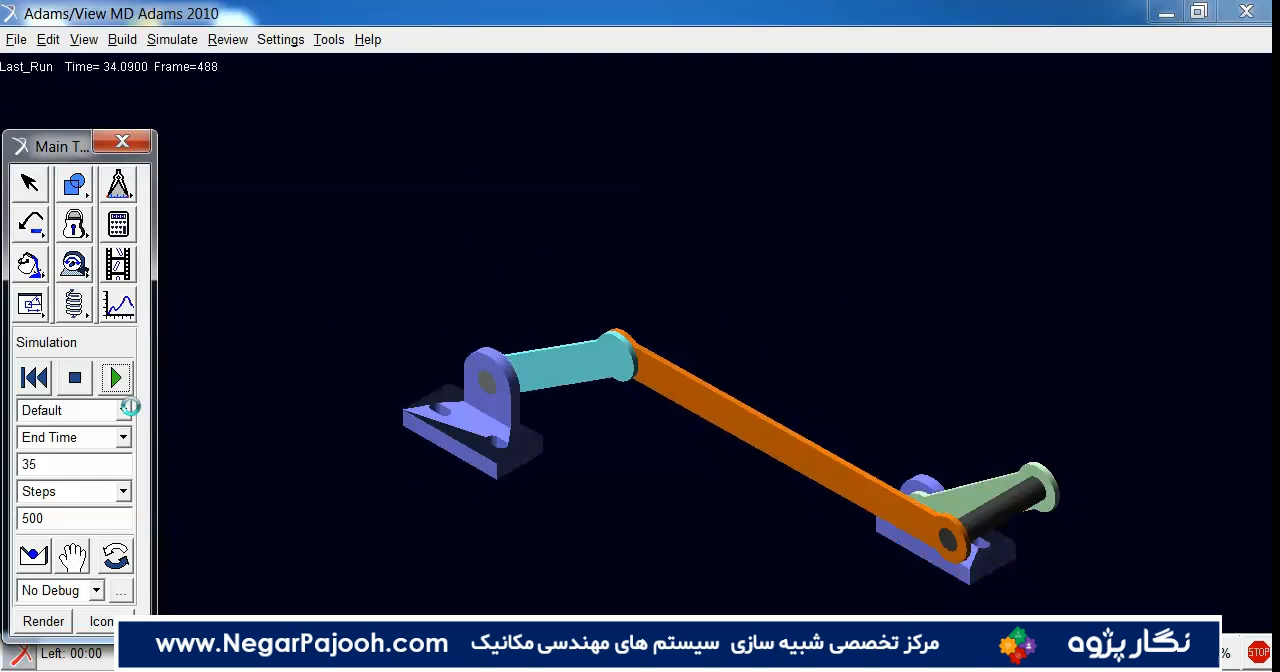 Adams/View MD Adams 2010
File Edit View Build Simulate Review Settings Tools Help
Last_Run Time= 34.0900 Frame=488
Main T...
Simulation
Default
End Time
35
Steps
500
No Debug
...
Render Icon
Left: 00:00
www.NegarPajooh.com مرکز تخصصی شبیه سازی سیستم های مهندسی مکانیک نگار پژوه
% STOP